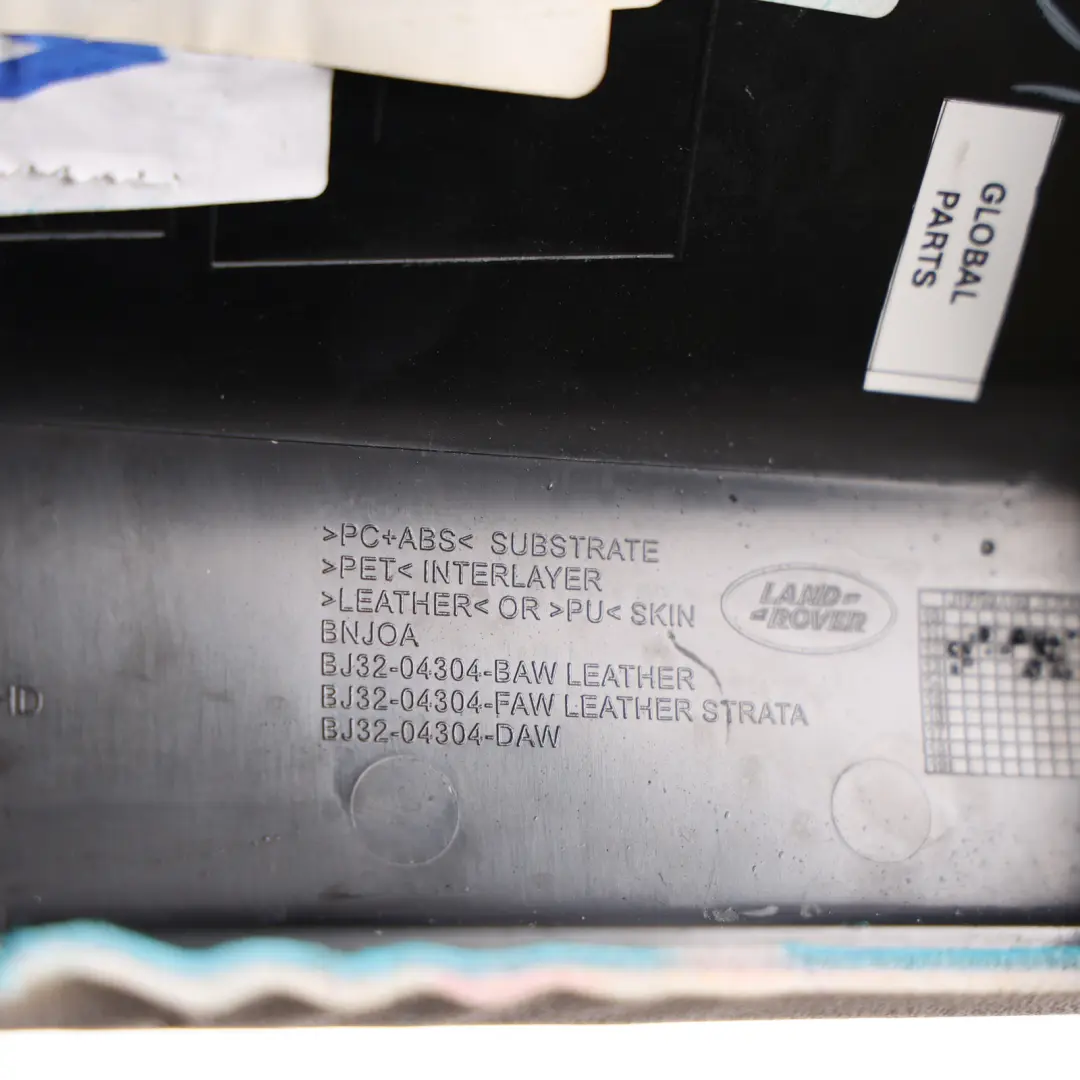 GLOBAL
PARTS
>PC+ABS< SUBSTRATE
>PET< INTERLAYER
>LEATHER< OR >PU< SKIN
BNJOA
BJ32-04304-BAW LEATHER
BJ32-04304-FAW LEATHER STRATA
BJ32-04304-DAW
LAND-
-ROVER